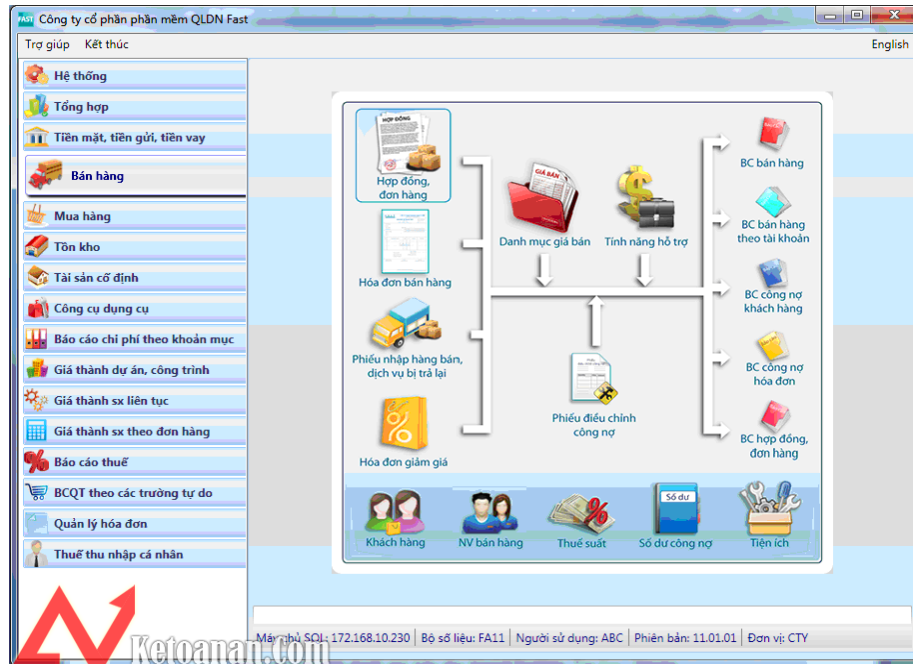 FAST Công ty cổ phần phần mềm QLDN Fast
Trợ giúp Kết thúc English
Hệ thống
Tổng hợp
Tiền mặt, tiền gửi, tiền vay
Bán hàng
Mua hàng
Tồn kho
Tài sản cố định
Công cụ dụng cụ
Báo cáo chi phí theo khoản mục
Giá thành dự án, công trình
Giá thành sx liên tục
Giá thành sx theo đơn hàng
Báo cáo thuế
BCQT theo các trường tự do
Quản lý hóa đơn
Thuế thu nhập cá nhân
HỢP ĐỒNG
Hợp đồng,
đơn hàng
Hóa đơn bán hàng
Phiếu nhập hàng bán,
dịch vụ bị trả lại
Hóa đơn giảm giá
GIÁ BÁN
Danh mục giá bán
Tính năng hỗ trợ
Phiếu điều chỉnh
công nợ
BC bán hàng
BC bán hàng
theo tài khoản
BC công nợ
khách hàng
BC công nợ
hóa đơn
BC hợp đồng,
đơn hàng
Khách hàng
NV bán hàng
Thuế suất
Số dư
Số dư công nợ
Tiện ích
Máy chủ SQL: 172.168.10.230 Bộ số liệu: FA11 Người sử dụng: ABC Phiên bản: 11.01.01 Đơn vị: CTY
Ketoanan.Com